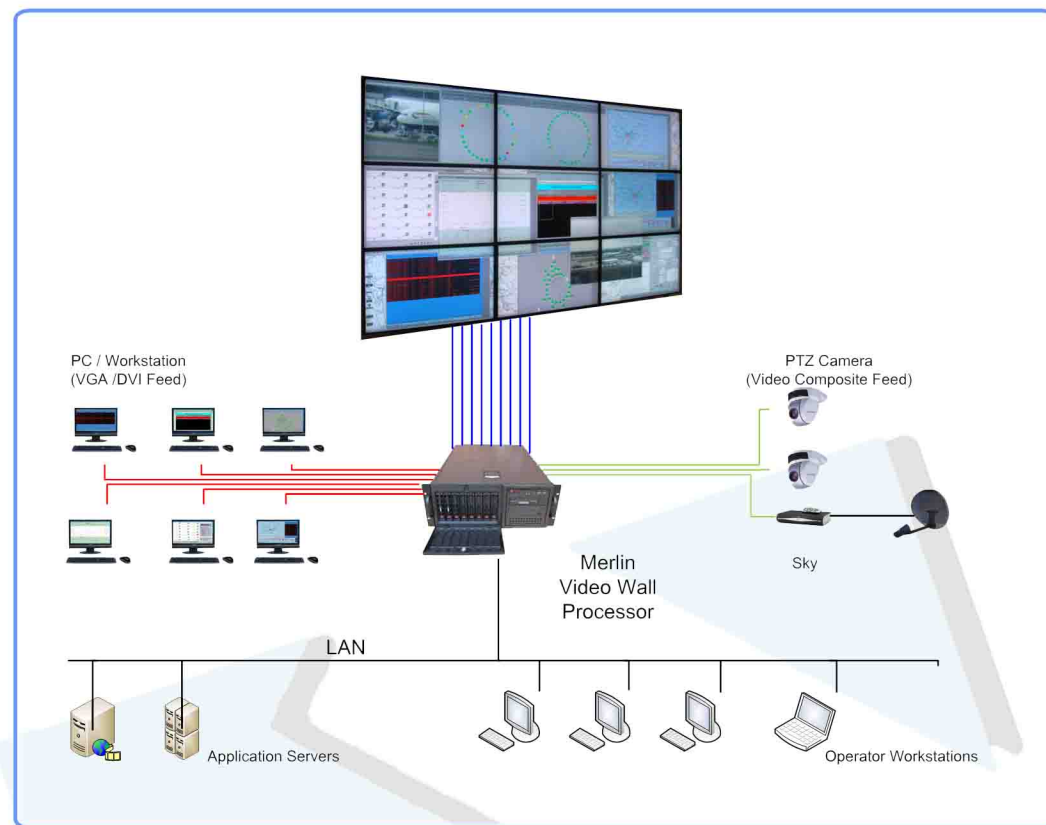 PC / Workstation
(VGA /DVI Feed)
PTZ Camera
(Video Composite Feed)
Merlin
Video Wall
Processor
Sky
LAN
Application Servers
Operator Workstations